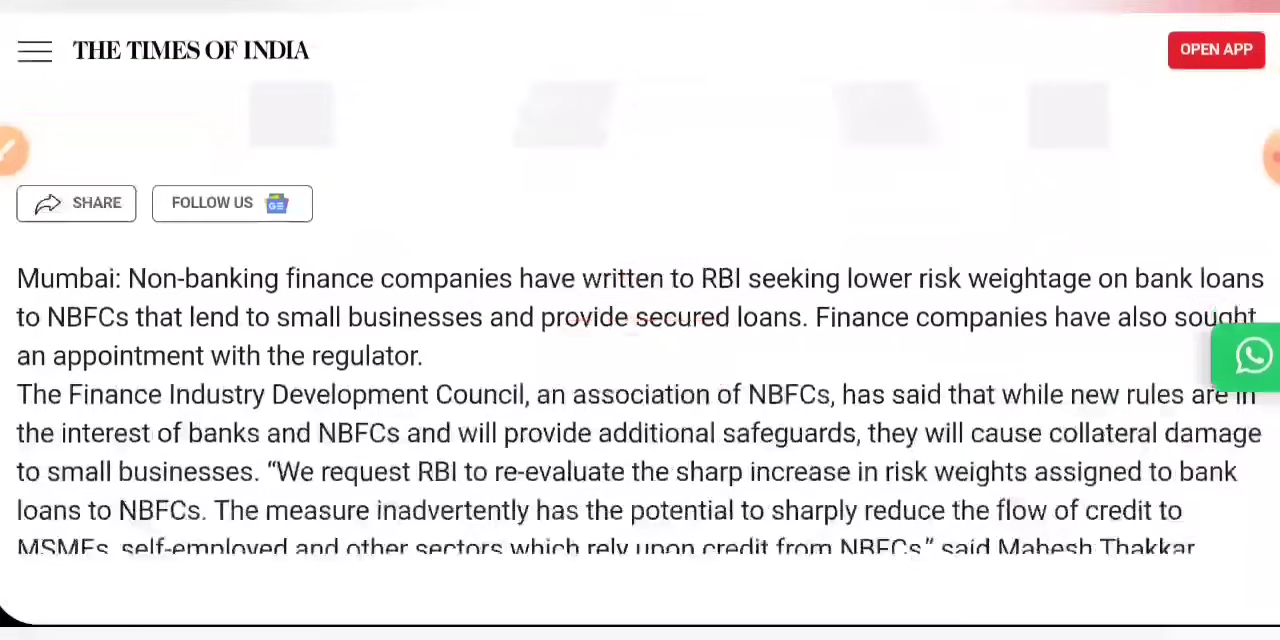 THE TIMES OF INDIA
OPEN APP
SHARE
FOLLOW US
GE
Mumbai: Non-banking finance companies have written to RBI seeking lower risk weightage on bank loans
to NBFCs that lend to small businesses and provide secured loans. Finance companies have also sought
an appointment with the regulator.
The Finance Industry Development Council, an association of NBFCs, has said that while new rules are in
the interest of banks and NBFCs and will provide additional safeguards, they will cause collateral damage
to small businesses. “We request RBI to re-evaluate the sharp increase in risk weights assigned to bank
loans to NBFCs. The measure inadvertently has the potential to sharply reduce the flow of credit to
MSMEs, self-employed and other sectors which rely upon credit from NBFCs” said Mahesh Thakkar